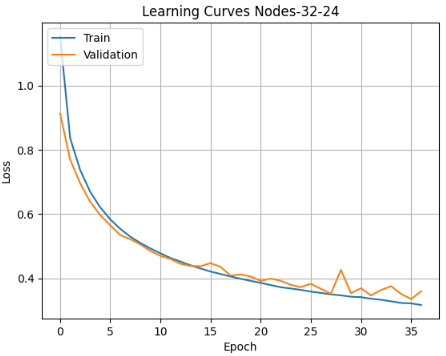 Learning Curves Nodes-32-24
Train
Validation
1.0
0.8
0.6
0.4
Loss
0 5 10 15 20 25 30 35
Epoch